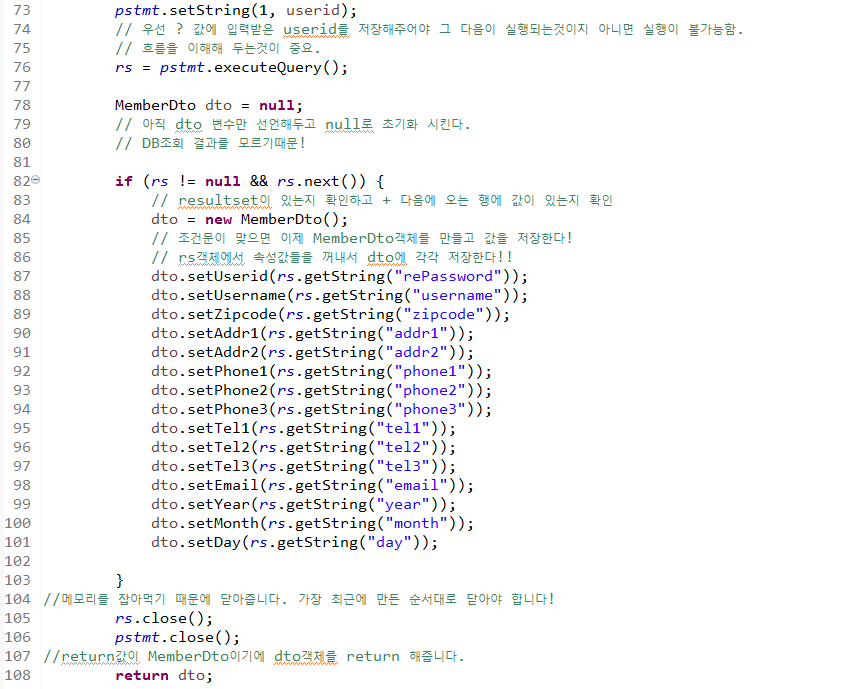 73 pstmt.setString(1, userid);
74 // 우선 ? 값에 입력받은 userid를 저장해주어야 그 다음이 실행되는것이지 아니면 실행이 불가능함.
75 // 흐름을 이해해 두는것이 중요.
76 rs = pstmt.executeQuery();
77
78 MemberDto dto = null;
79 // 아직 dto 변수만 선언해두고 null로 초기화 시킨다.
80 // DB조회 결과를 모르기때문!
81
82 if (rs != null && rs.next()) {
83 // resultset이 있는지 확인하고 + 다음에 오는 행에 값이 있는지 확인
84 dto = new MemberDto();
85 // 조건문이 맞으면 이제 MemberDto객체를 만들고 값을 저장한다!
86 // rs객체에서 속성값들을 꺼내서 dto에 각각 저장한다!!
87 dto.setUserid(rs.getString("rePassword"));
88 dto.setUsername(rs.getString("username"));
89 dto.setZipcode(rs.getString("zipcode"));
90 dto.setAddr1(rs.getString("addr1"));
91 dto.setAddr2(rs.getString("addr2"));
92 dto.setPhone1(rs.getString("phone1"));
93 dto.setPhone2(rs.getString("phone2"));
94 dto.setPhone3(rs.getString("phone3"));
95 dto.setTel1(rs.getString("tel1"));
96 dto.setTel2(rs.getString("tel2"));
97 dto.setTel3(rs.getString("tel3"));
98 dto.setEmail(rs.getString("email"));
99 dto.setYear(rs.getString("year"));
100 dto.setMonth(rs.getString("month"));
101 dto.setDay(rs.getString("day"));
102
103 }
104 //메모리를 잡아먹기 때문에 닫아줍니다. 가장 최근에 만든 순서대로 닫아야 합니다!
105 rs.close();
106 pstmt.close();
107 //return값이 MemberDto이기에 dto객체를 return 해줍니다.
108 return dto;